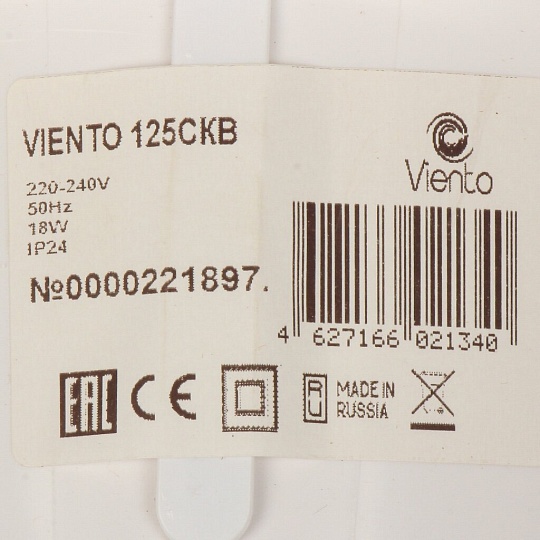 VIENTO 125CKB
Viento
220-240V
50Hz
18W
IP24
№0000221897.
4 627166 021340
EAC CE RU MADE IN
RUSSIA